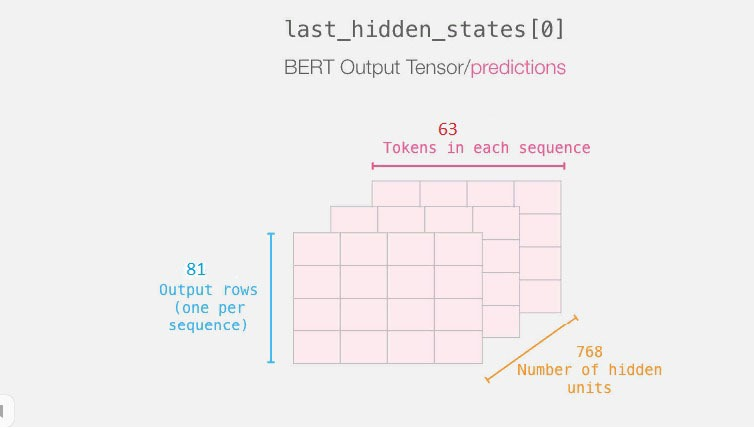 last_hidden_states[0]
BERT Output Tensor/predictions
63
Tokens in each sequence
81
Output rows
(one per
sequence)
768
Number of hidden
units